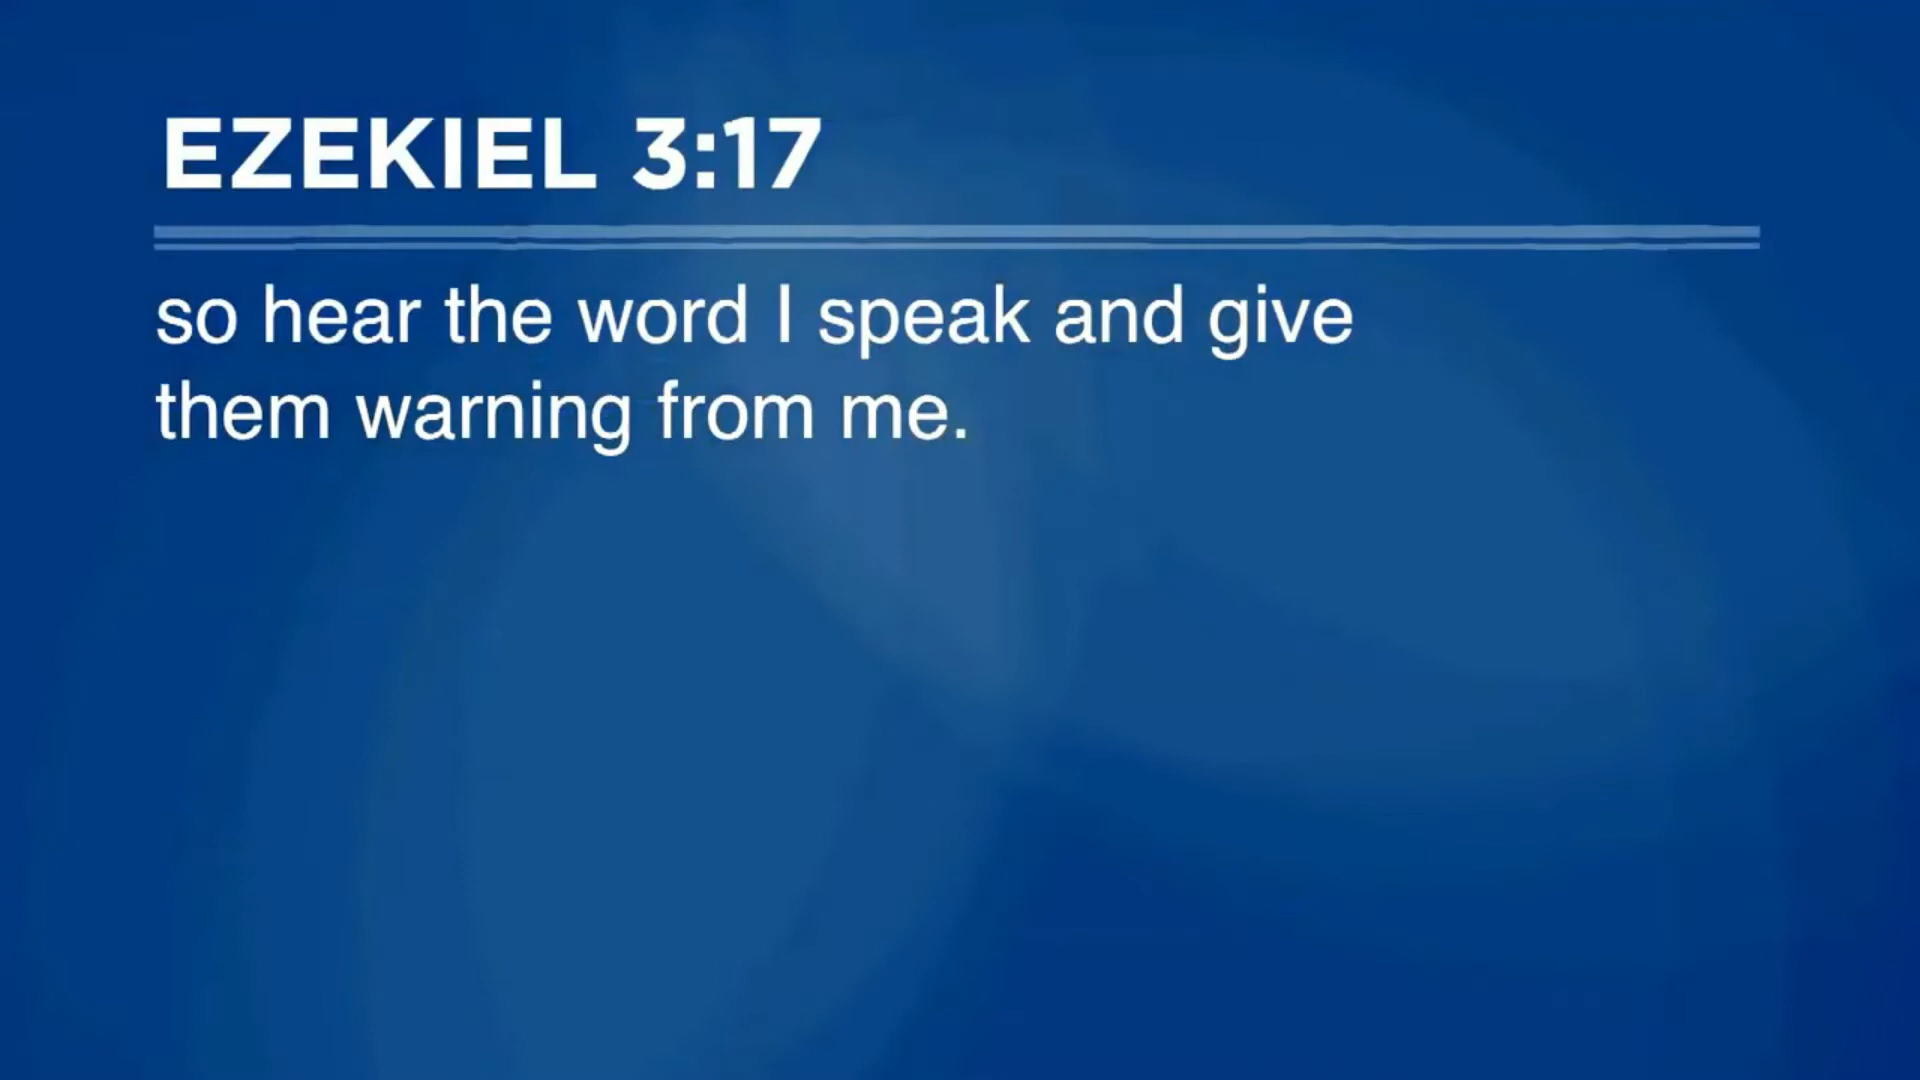 EZEKIEL 3:17
so hear the word I speak and give
them warning from me.